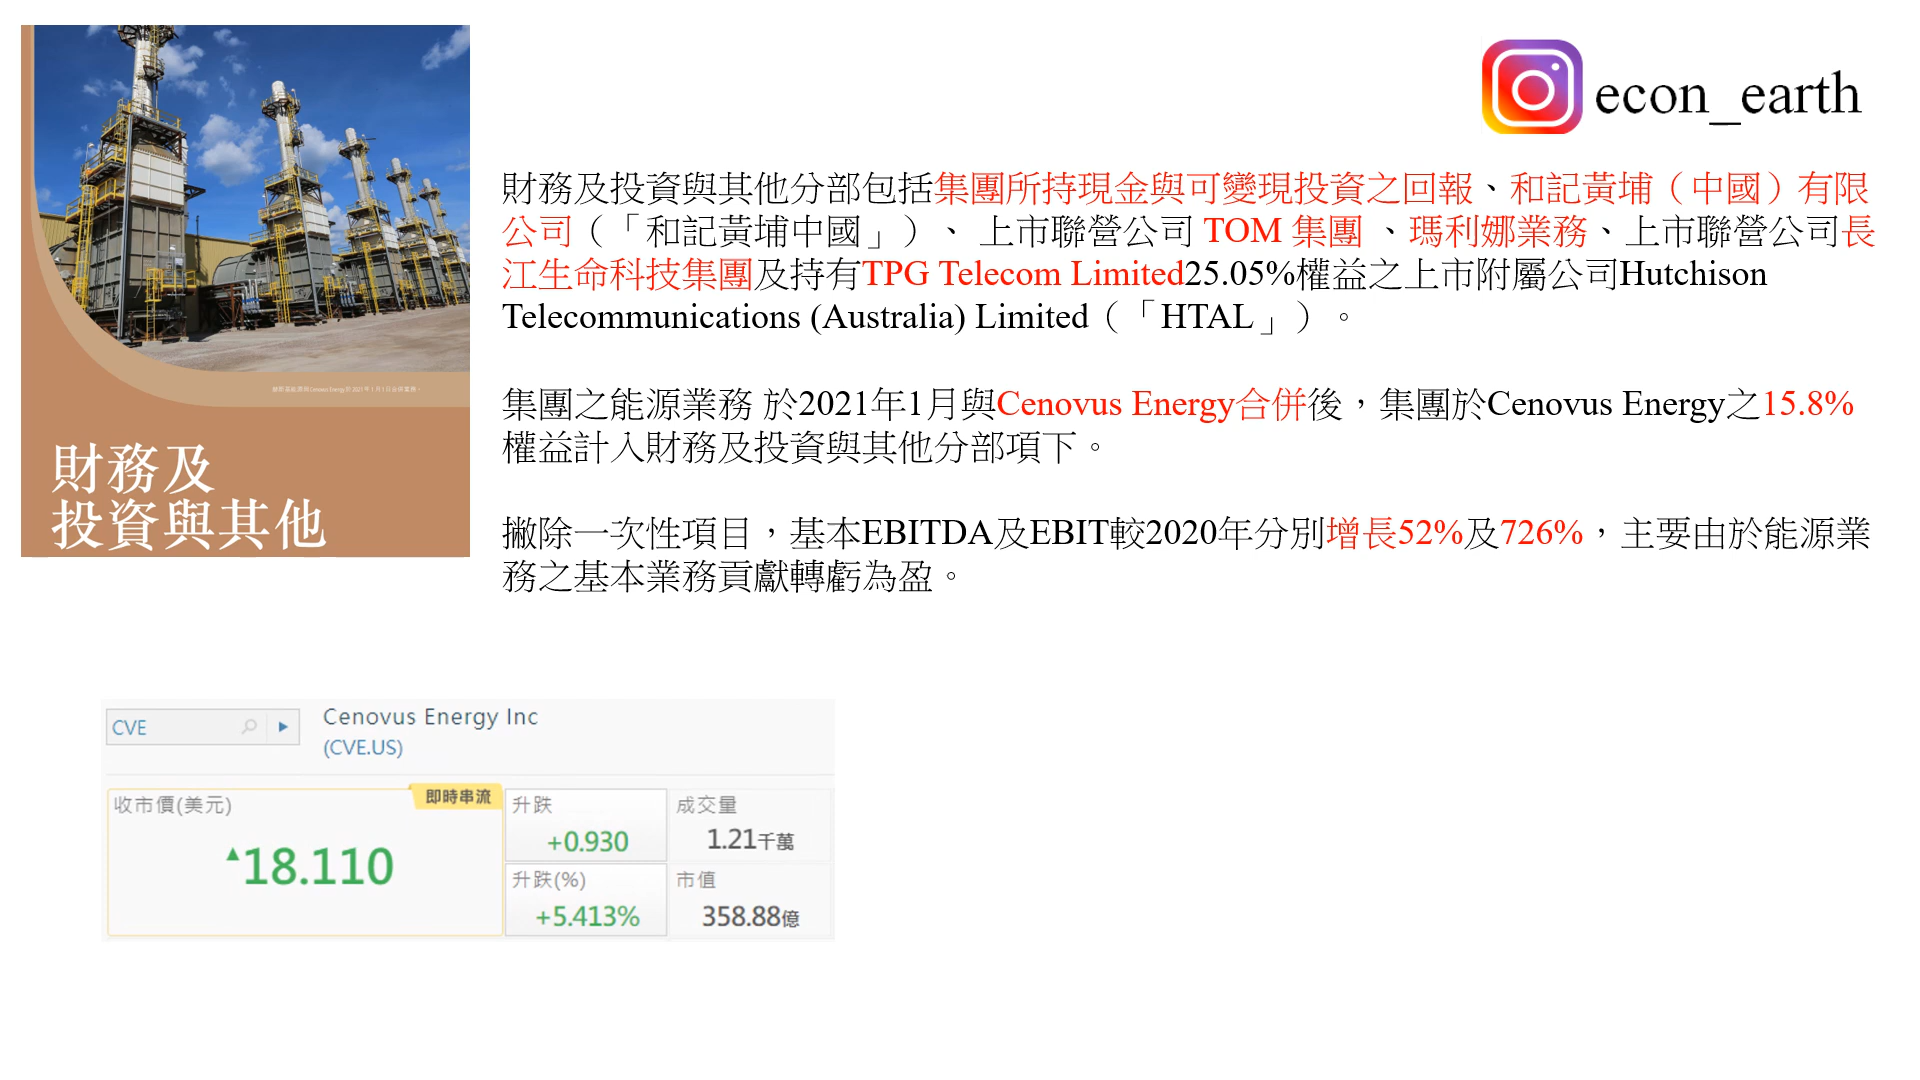 econ_earth
財務及投資與其他分部包括集團所持現金與可變現投資之回報、和記黃埔（中國）有限
公司（「和記黃埔中國」）、 上市聯營公司 TOM 集團 、瑪利娜業務、上市聯營公司長
江生命科技集團及持有TPG Telecom Limited25.05%權益之上市附屬公司Hutchison
Telecommunications (Australia) Limited（「HTAL」）。
集團之能源業務 於2021年1月與Cenovus Energy合併後，集團於Cenovus Energy之15.8%
權益計入財務及投資與其他分部項下。
撇除一次性項目，基本EBITDA及EBIT較2020年分別增長52%及726%，主要由於能源業
務之基本業務貢獻轉虧為盈。
財務及
投資與其他
CVE
Cenovus Energy Inc
(CVE.US)
收市價(美元)
即時串流
▲18.110
升跌
+0.930
成交量
1.21千萬
升跌(%)
+5.413%
市值
358.88億